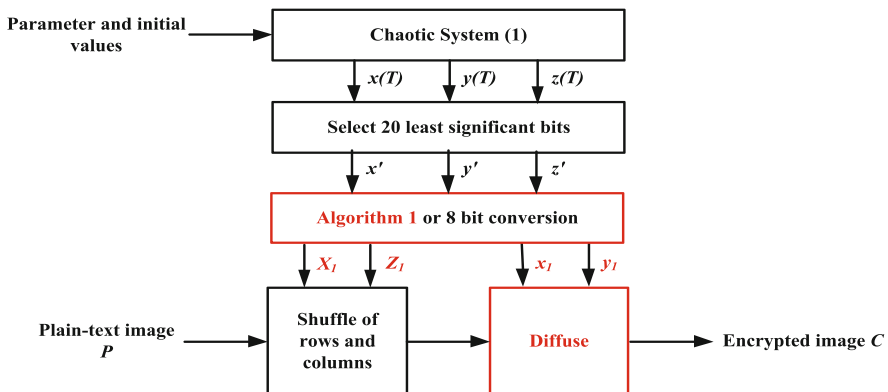 Parameter and initial
values
Chaotic System (1)
x(T) y(T) z(T)
Select 20 least significant bits
x' y' z'
Algorithm 1 or 8 bit conversion
X₁ Z₁ x₁ y₁
Plain-text image
P
Shuffle of
rows and
columns
Diffuse
Encrypted image C